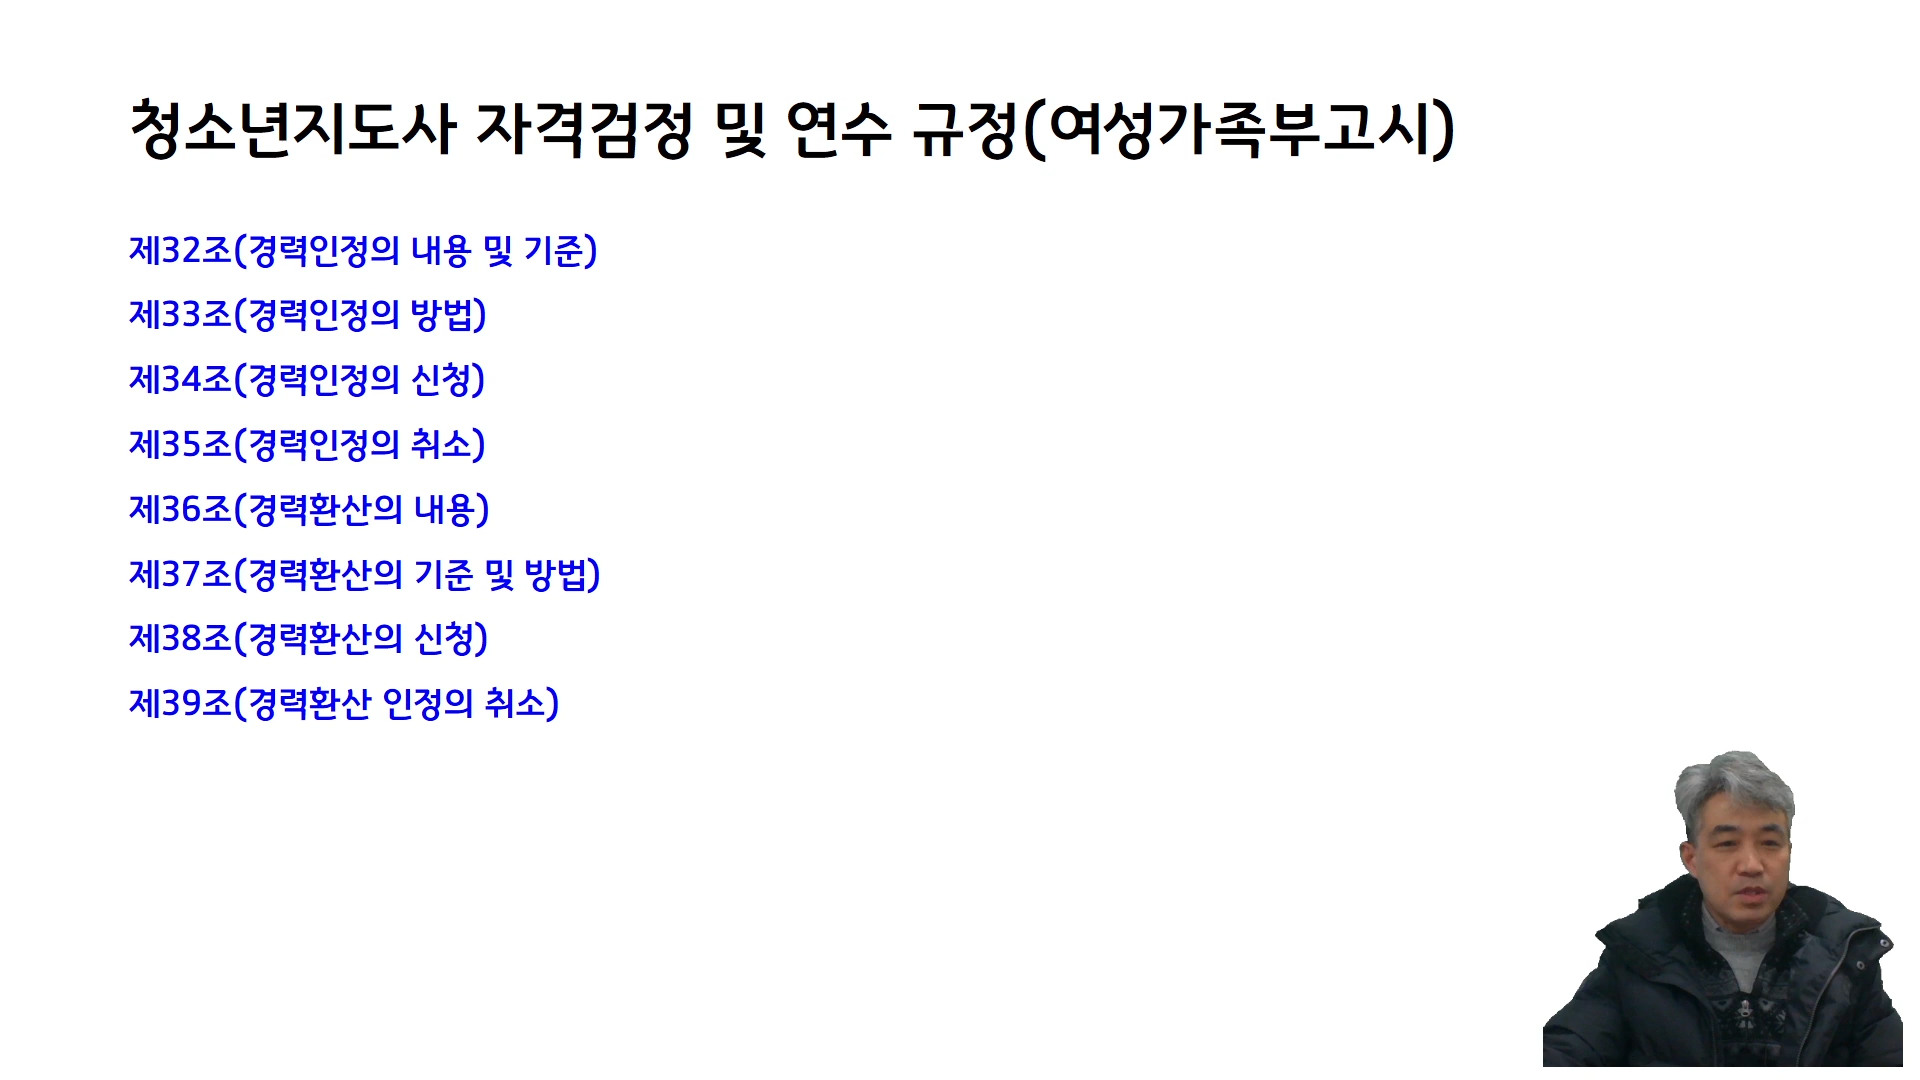 청소년지도사 자격검정 및 연수 규정(여성가족부고시)
제32조(경력인정의 내용 및 기준)
제33조(경력인정의 방법)
제34조(경력인정의 신청)
제35조(경력인정의 취소)
제36조(경력환산의 내용)
제37조(경력환산의 기준 및 방법)
제38조(경력환산의 신청)
제39조(경력환산 인정의 취소)